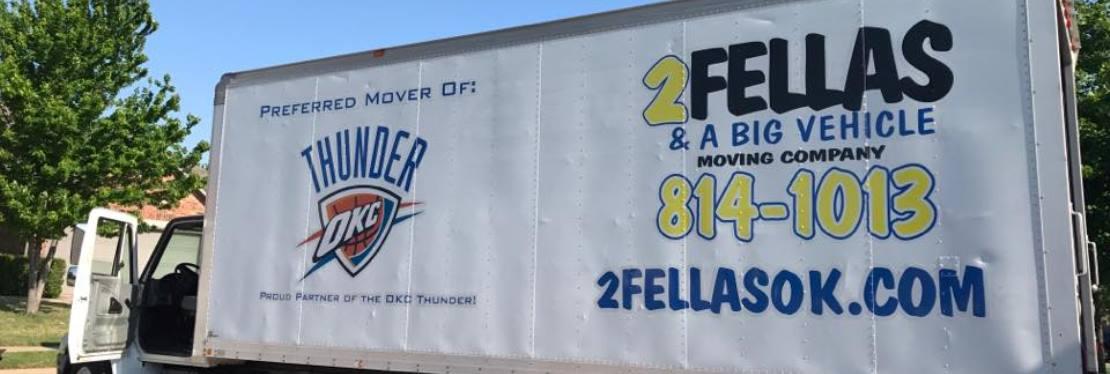 PREFERRED MOVER OF:
THUNDER
OKC
PROUD PARTNER OF THE OKC THUNDER!
2FELLAS
& A BIG VEHICLE
MOVING COMPANY
814-1013
2FELLASOK.COM